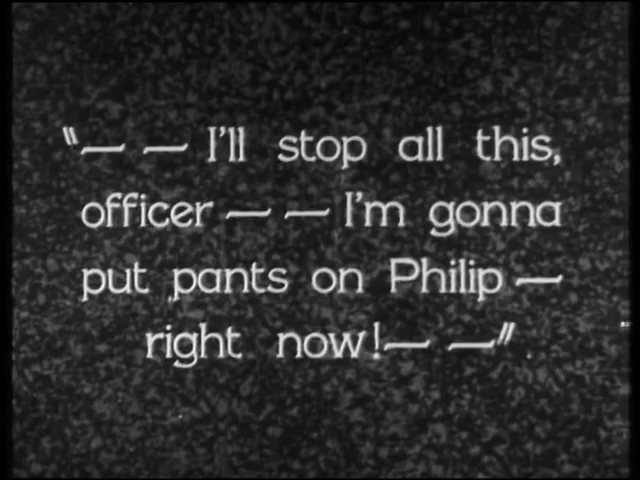 "— — I'll stop all this,
officer — — I'm gonna
put pants on Philip —
right now!— —"